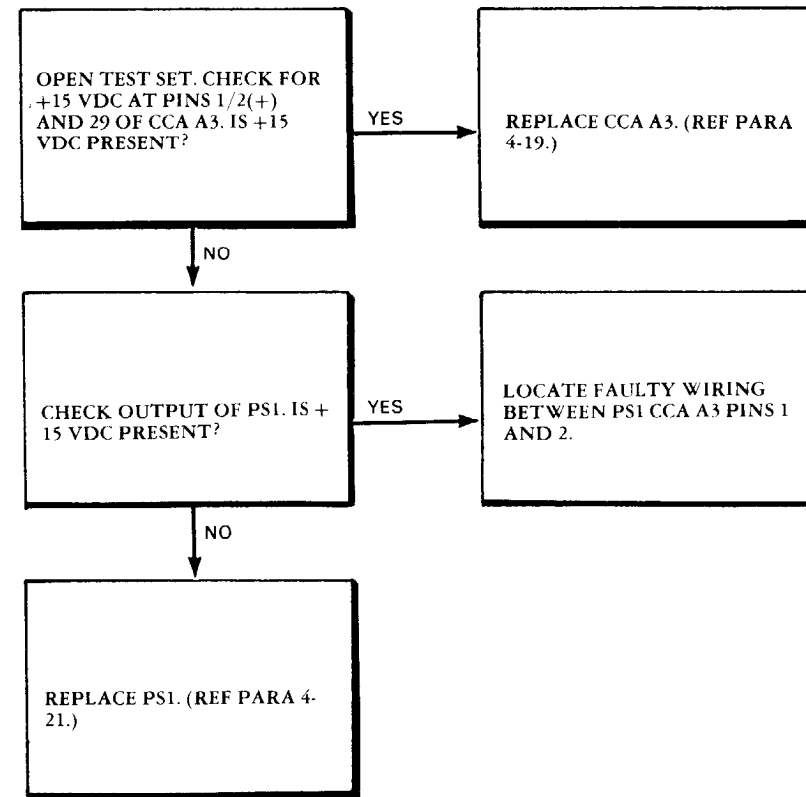 OPEN TEST SET. CHECK FOR
+15 VDC AT PINS 1/2(+)
AND 29 OF CCA A3. IS +15
VDC PRESENT?
YES
REPLACE CCA A3. (REF PARA
4-19.)
NO
CHECK OUTPUT OF PS1. IS +
15 VDC PRESENT?
YES
LOCATE FAULTY WIRING
BETWEEN PS1 CCA A3 PINS 1
AND 2.
NO
REPLACE PS1. (REF PARA 4-
21.)